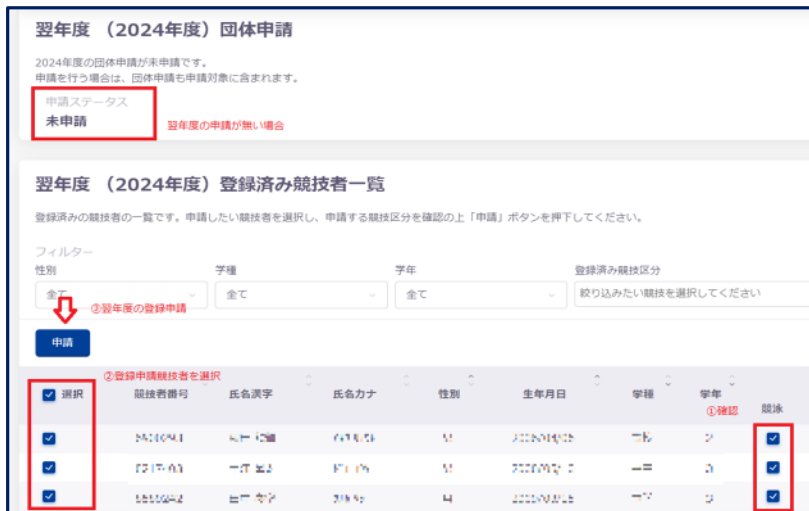 翌年度 （2024年度）団体申請
2024年度の団体申請が未申請です。
申請を行う場合は、団体申請も申請対象に含まれます。
申請ステータス
未申請
翌年度の申請が無い場合
翌年度 （2024年度）登録済み競技者一覧
登録済みの競技者の一覧です。申請したい競技者を選択し、申請する競技区分を確認の上「申請」ボタンを押下してください。
フィルター
性別 学種 学年 登録済み競技区分
全て 全て 全て 絞り込みたい競技を選択してください
③翌年度の登録申請
申請
②登録申請競技者を選択
選択 競技者番号 氏名漢字 氏名カナ 性別 生年月日 学種 学年 競泳
①確認